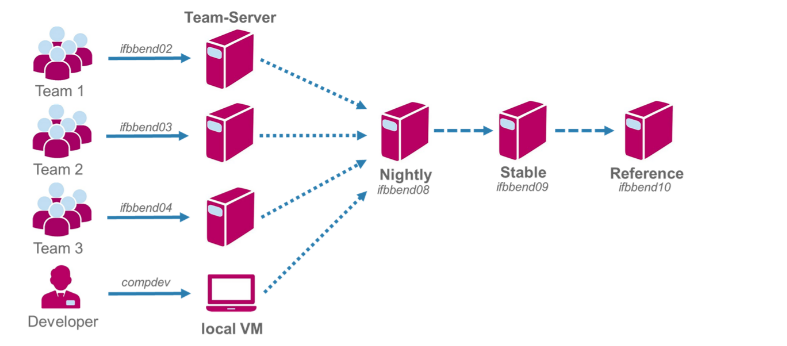 Team-Server
ifbbend02
Team 1
ifbbend03
Team 2
ifbbend04
Team 3
compdev
Developer
local VM
Nightly
ifbbend08
Stable
ifbbend09
Reference
ifbbend10